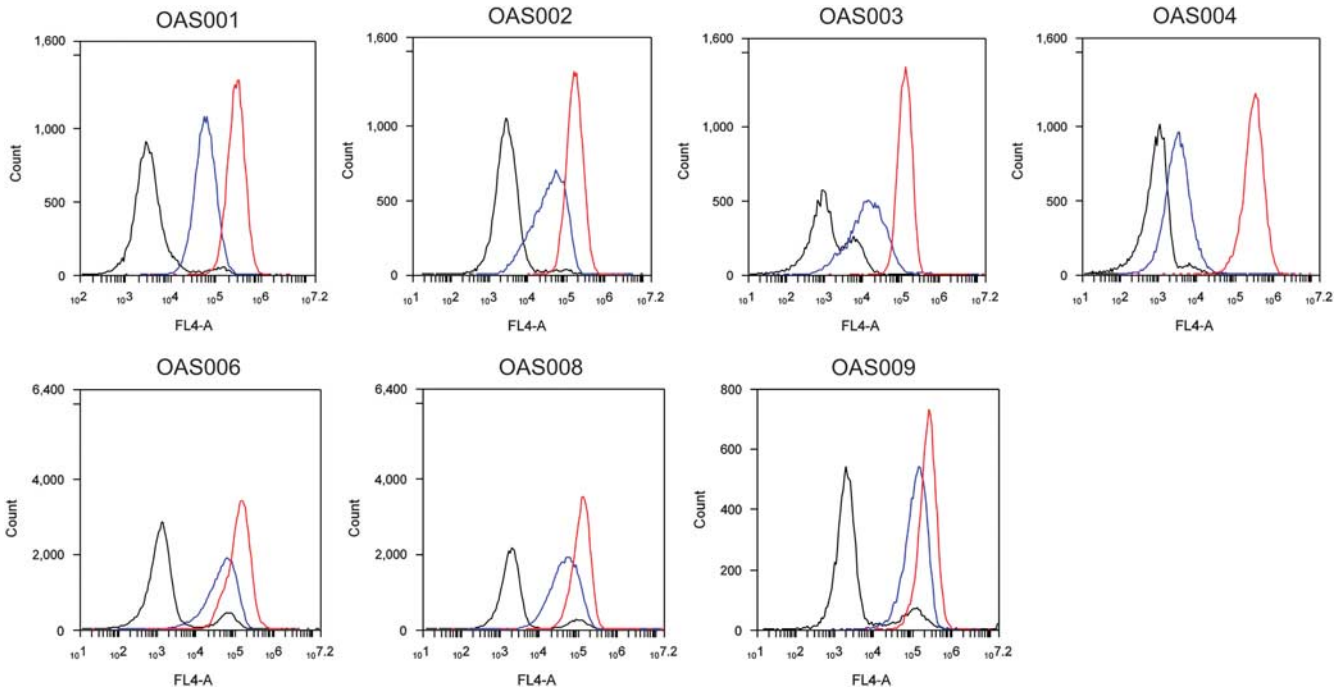 OAS001
1,600
1,000
500
0
Count
10² 10³ 10⁴ 10⁵ 10⁶ 10⁷·²
FL4-A
OAS002
1,600
1,000
500
0
Count
10¹ 10² 10³ 10⁴ 10⁵ 10⁶ 10⁷·²
FL4-A
OAS003
1,600
1,000
500
0
Count
10¹ 10² 10³ 10⁴ 10⁵ 10⁶ 10⁷·²
FL4-A
OAS004
1,600
1,000
500
0
Count
10¹ 10² 10³ 10⁴ 10⁵ 10⁶ 10⁷·²
FL4-A
OAS006
6,400
4,000
2,000
0
Count
10¹ 10² 10³ 10⁴ 10⁵ 10⁶ 10⁷·²
FL4-A
OAS008
6,400
4,000
2,000
0
Count
10¹ 10² 10³ 10⁴ 10⁵ 10⁶ 10⁷·²
FL4-A
OAS009
800
600
400
200
0
Count
10¹ 10² 10³ 10⁴ 10⁵ 10⁶ 10⁷·²
FL4-A